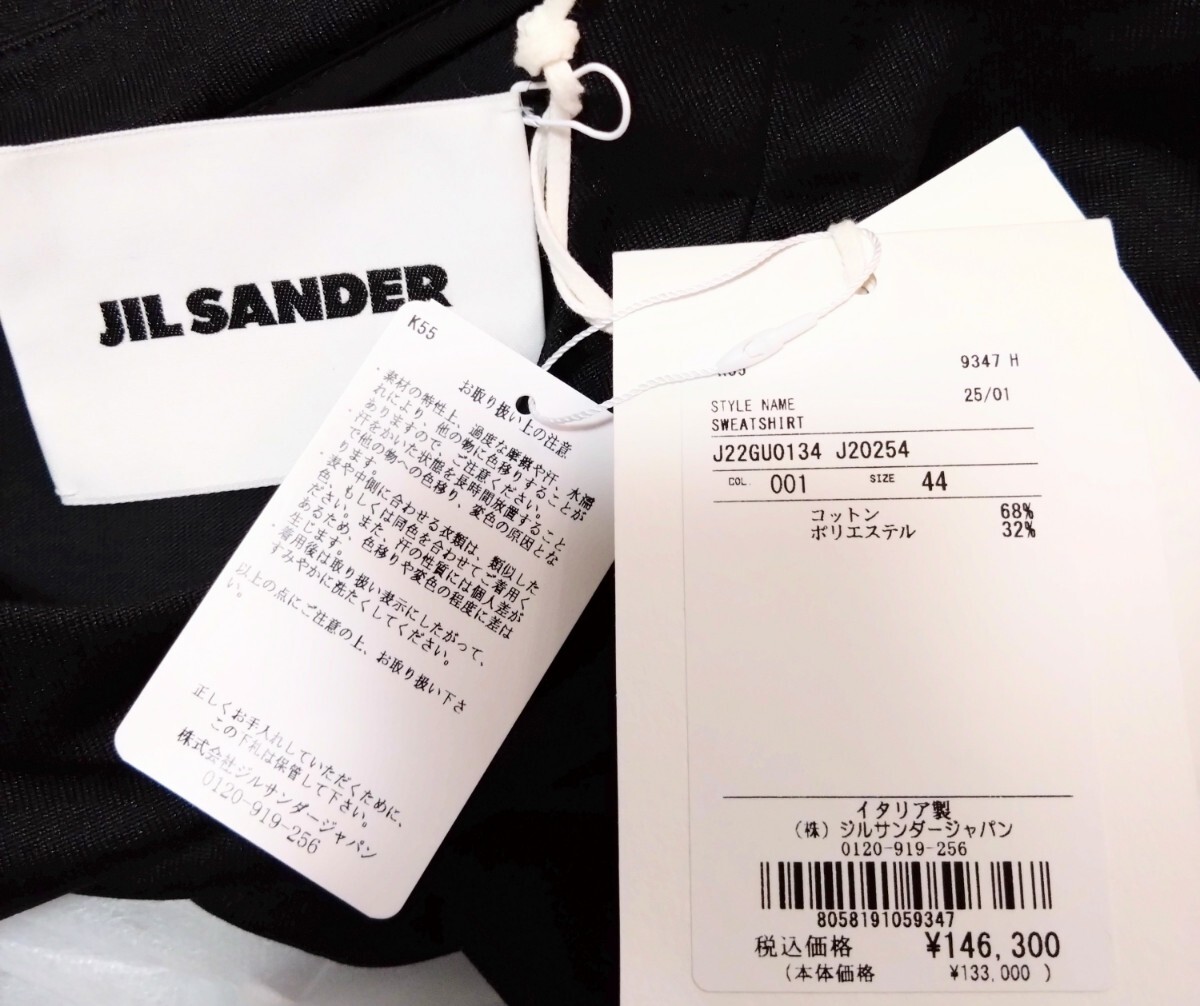 JIL SANDER
K55
お取り扱い上の注意
・素材の特性上、過度な摩擦や汗、水濡
れにより、他の物に色移りすることが
ありますので、ご注意ください。
・汗をかいた状態を長時間放置すること
で他の物への色移り、変色の原因とな
ります。
・表や中側に合わせる衣類は、類似した
色、もしくは同色を合わせてご着用く
ださい。また、汗の性質には個人差が
あるため、色移りや変色の程度に差は
生じます。
・着用後は取り扱い表示にしたがって、
すみやかに洗たくしてください。
以上の点にご注意の上、お取り扱い下さ
い。
正しくお手入れしていただくために、
この下札は保管して下さい。
株式会社ジルサンダージャパン
0120-919-256
9347 H
25/01
STYLE NAME
SWEATSHIRT
J22GU0134 J20254
COL. 001 SIZE 44
コットン 68%
ポリエステル 32%
イタリア製
(株) ジルサンダージャパン
0120-919-256
8058191059347
税込価格 ¥146,300
(本体価格 ¥133,000 )